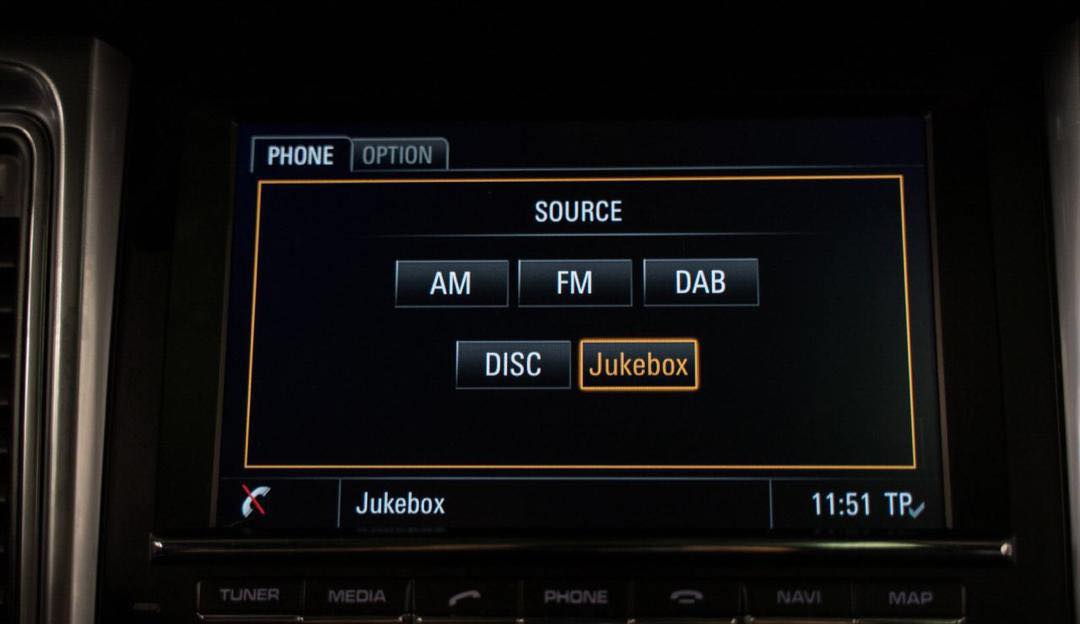 PHONE OPTION
SOURCE
AM FM DAB
DISC Jukebox
Jukebox 11:51 TP
TUNER MEDIA PHONE NAVI MAP